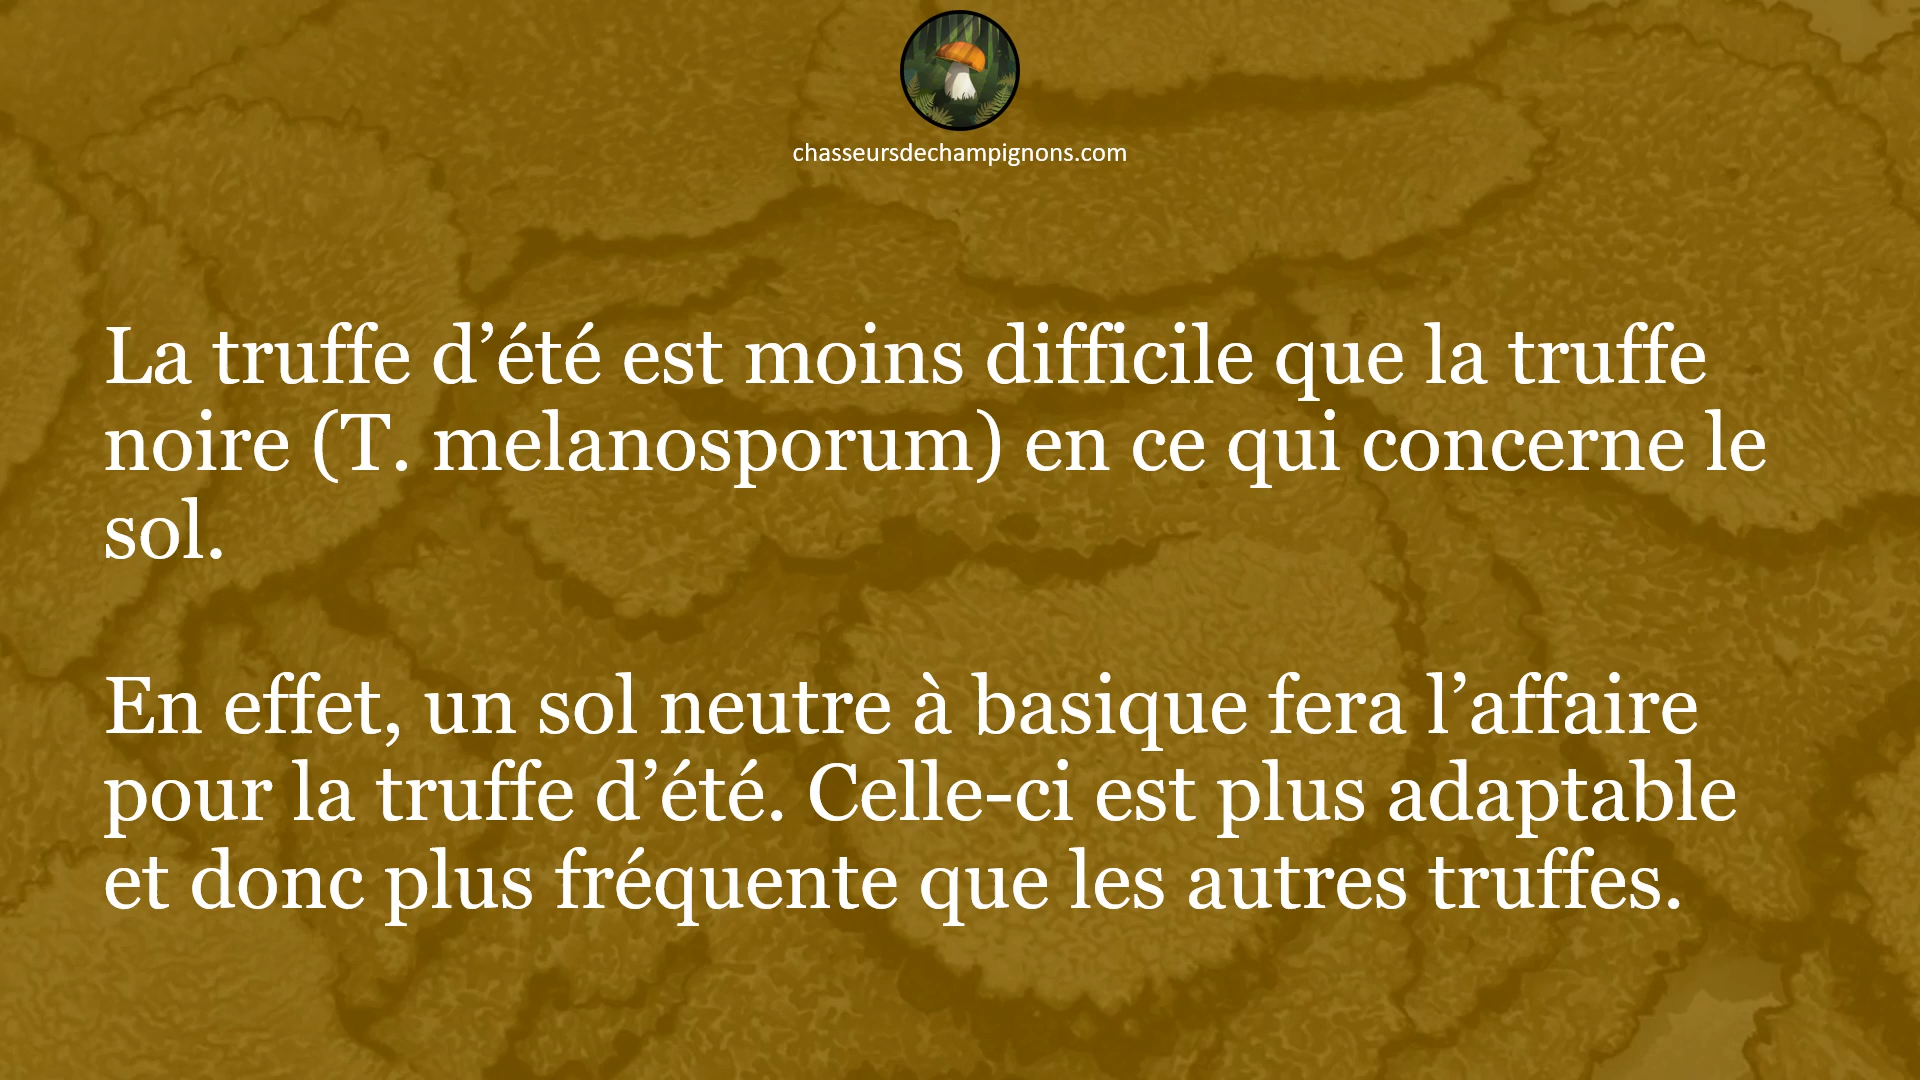 chasseursdechampignons.com
La truffe d’été est moins difficile que la truffe
noire (T. melanosporum) en ce qui concerne le
sol.
En effet, un sol neutre à basique fera l’affaire
pour la truffe d’été. Celle-ci est plus adaptable
et donc plus fréquente que les autres truffes.